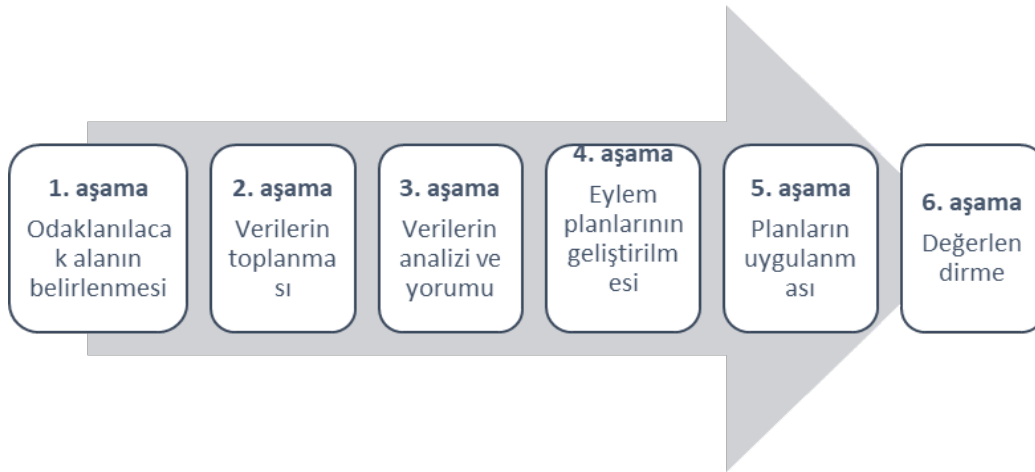 1. aşama
Odaklanılaca
k alanın
belirlenmesi
2. aşama
Verilerin
toplanma
sı
3. aşama
Verilerin
analizi ve
yorumu
4. aşama
Eylem
planlarının
geliştirilm
esi
5. aşama
Planların
uygulanm
ası
6. aşama
Değerlen
dirme